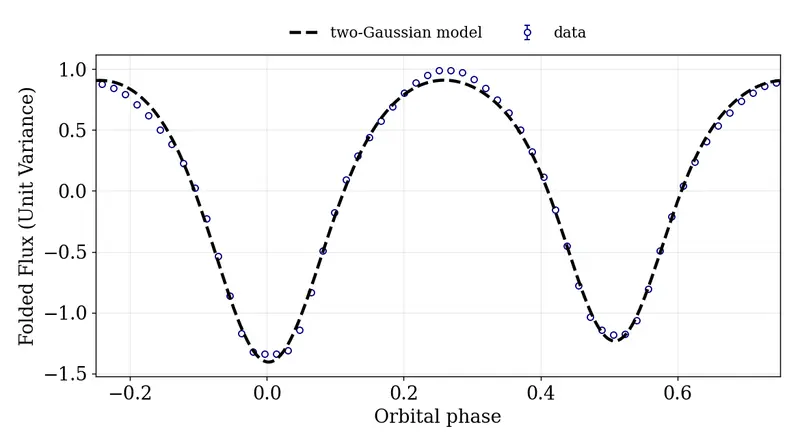 two-Gaussian model data
Folded Flux (Unit Variance)
1.0
0.5
0.0
−0.5
−1.0
−1.5
−0.2 0.0 0.2 0.4 0.6
Orbital phase